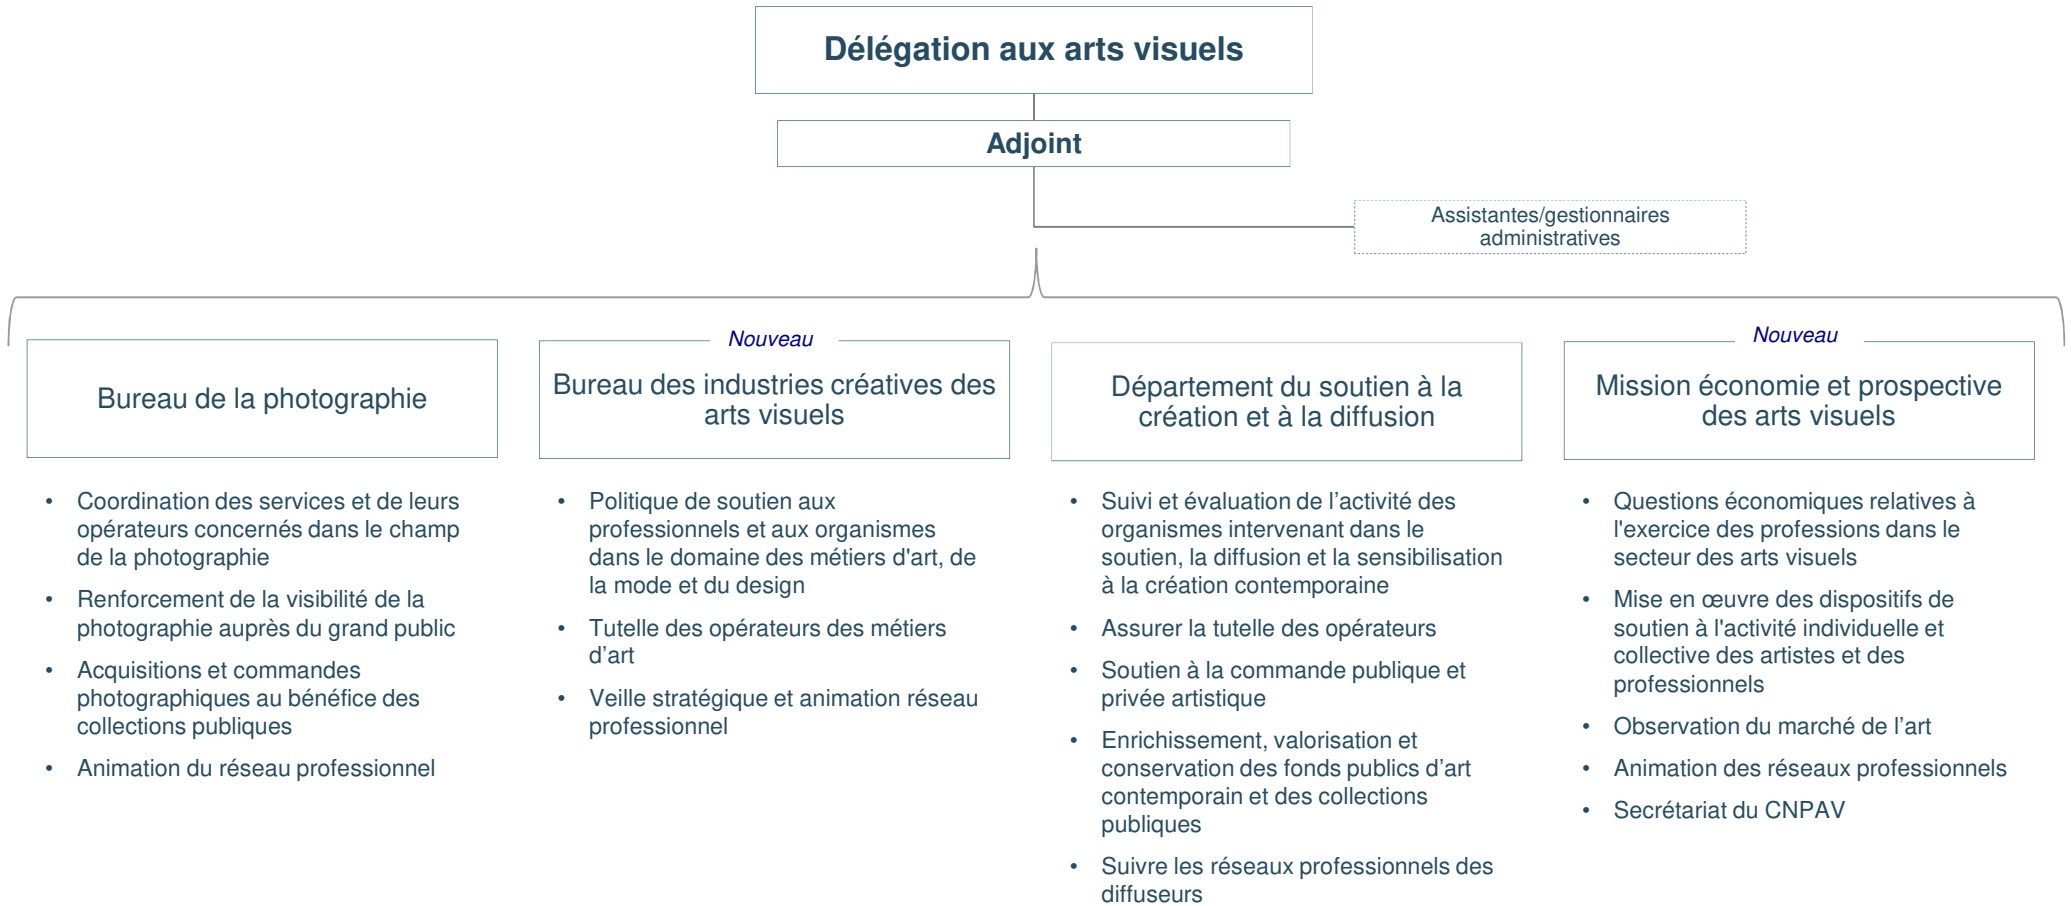 Délégation aux arts visuels
Adjoint
Assistantes/gestionnaires
administratives
Bureau de la photographie
• Coordination des services et de leurs
opérateurs concernés dans le champ
de la photographie
• Renforcement de la visibilité de la
photographie auprès du grand public
• Acquisitions et commandes
photographiques au bénéfice des
collections publiques
• Animation du réseau professionnel
Nouveau
Bureau des industries créatives des
arts visuels
• Politique de soutien aux
professionnels et aux organismes
dans le domaine des métiers d'art, de
la mode et du design
• Tutelle des opérateurs des métiers
d’art
• Veille stratégique et animation réseau
professionnel
Département du soutien à la
création et à la diffusion
• Suivi et évaluation de l’activité des
organismes intervenant dans le
soutien, la diffusion et la sensibilisation
à la création contemporaine
• Assurer la tutelle des opérateurs
• Soutien à la commande publique et
privée artistique
• Enrichissement, valorisation et
conservation des fonds publics d’art
contemporain et des collections
publiques
• Suivre les réseaux professionnels des
diffuseurs
Nouveau
Mission économie et prospective
des arts visuels
• Questions économiques relatives à
l'exercice des professions dans le
secteur des arts visuels
• Mise en œuvre des dispositifs de
soutien à l'activité individuelle et
collective des artistes et des
professionnels
• Observation du marché de l’art
• Animation des réseaux professionnels
• Secrétariat du CNPAV